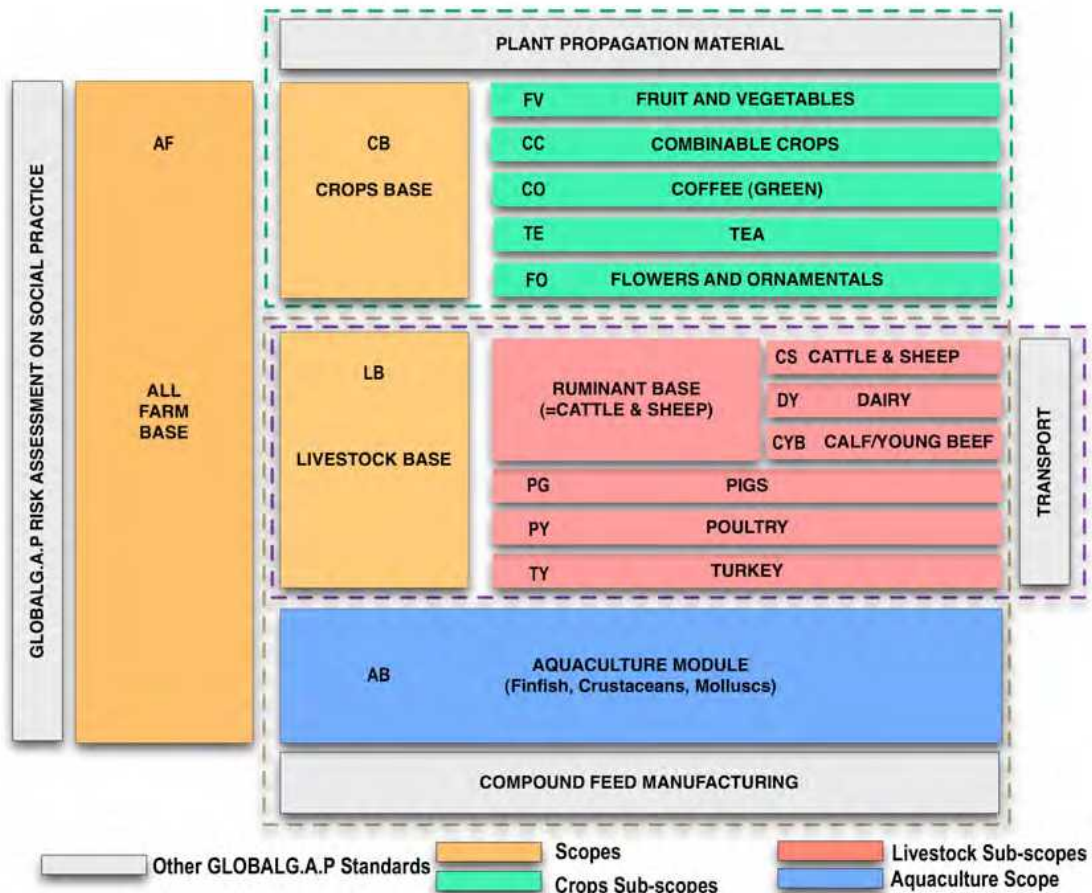 PLANT PROPAGATION MATERIAL
GLOBALG.A.P RISK ASSESSMENT ON SOCIAL PRACTICE
AF
ALL
FARM
BASE
CB
CROPS BASE
FV FRUIT AND VEGETABLES
CC COMBINABLE CROPS
CO COFFEE (GREEN)
TE TEA
FO FLOWERS AND ORNAMENTALS
LB
LIVESTOCK BASE
RUMINANT BASE
(=CATTLE & SHEEP)
CS CATTLE & SHEEP
DY DAIRY
CYB CALF/YOUNG BEEF
PG PIGS
PY POULTRY
TY TURKEY
TRANSPORT
AB AQUACULTURE MODULE
(Finfish, Crustaceans, Molluscs)
COMPOUND FEED MANUFACTURING
Other GLOBALG.A.P Standards
Scopes
Crops Sub-scopes
Livestock Sub-scopes
Aquaculture Scope